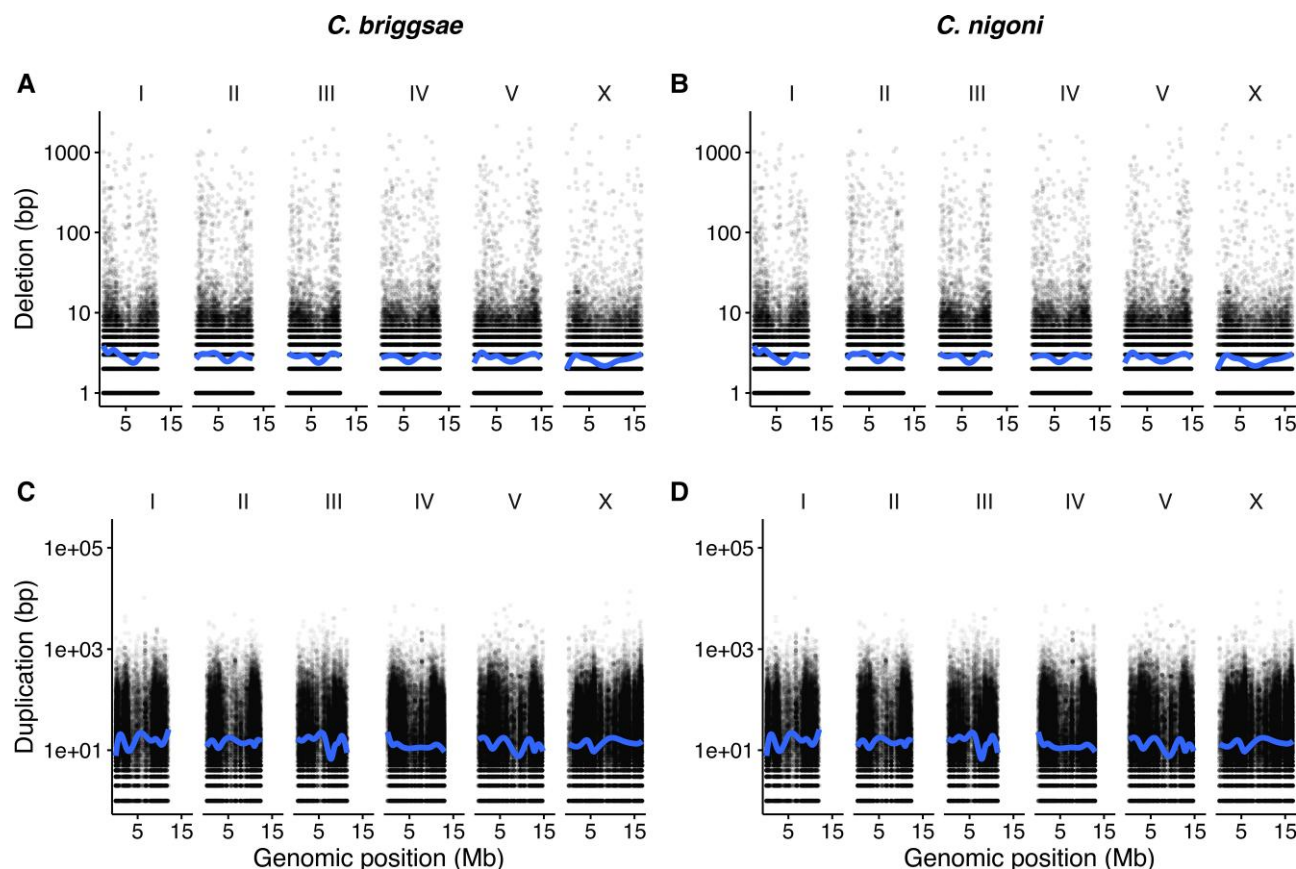 C. briggsae C. nigoni
A B
I II III IV V X I II III IV V X
1000 1000
100 100
10 10
1 1
Deletion (bp)
5 15 5 15 5 15 5 15 5 15 5 15 5 15 5 15 5 15 5 15 5 15 5 15
C D
I II III IV V X I II III IV V X
1e+05 1e+05
1e+03 1e+03
1e+01 1e+01
Duplication (bp)
5 15 5 15 5 15 5 15 5 15 5 15 5 15 5 15 5 15 5 15 5 15 5 15
Genomic position (Mb) Genomic position (Mb)